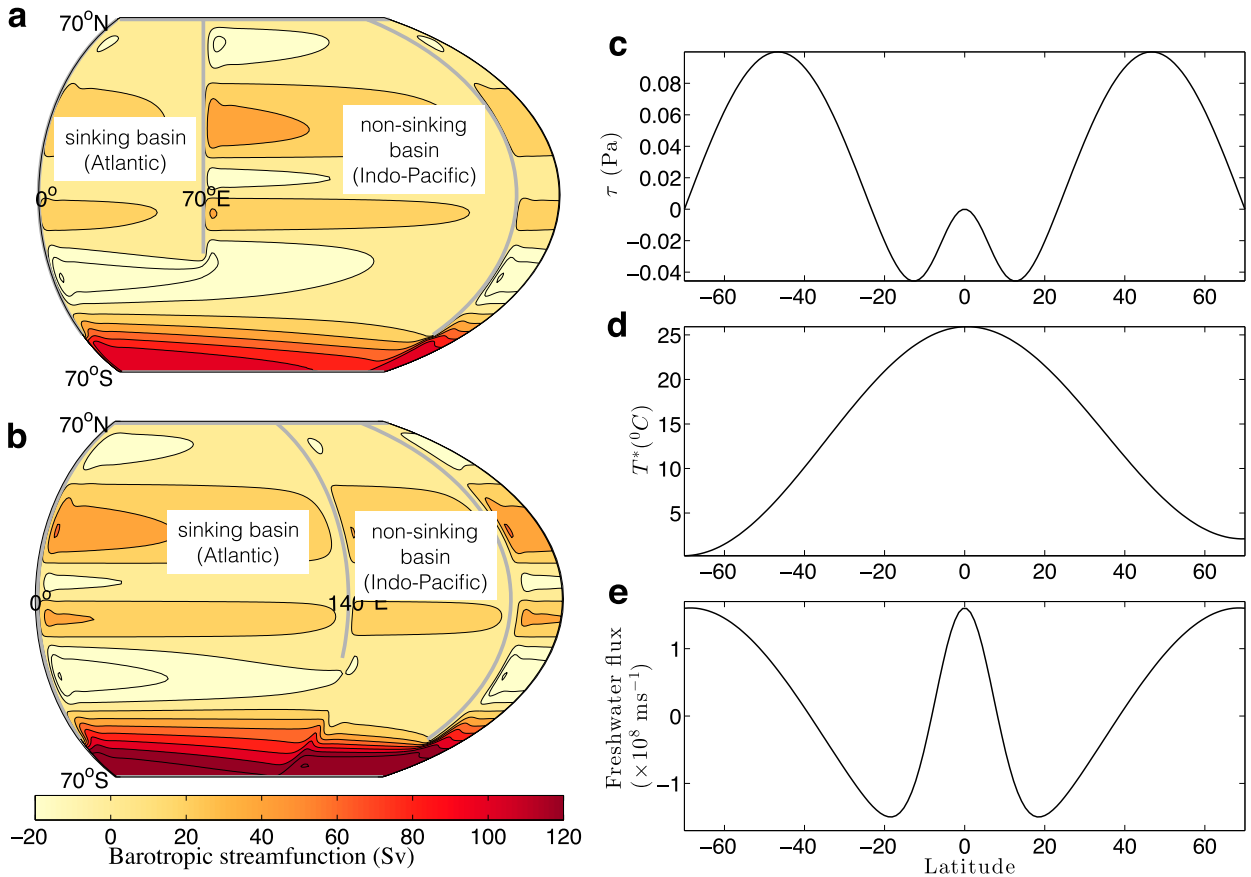 a
70°N
sinking basin
(Atlantic)
non-sinking
basin
(Indo-Pacific)
0°
70°E
70°S
b
70°N
sinking basin
(Atlantic)
non-sinking
basin
(Indo-Pacific)
0°
140°E
70°S
−20 0 20 40 60 80 100 120
Barotropic streamfunction (Sv)
c
τ (Pa)
0.08
0.06
0.04
0.02
0
−0.02
−0.04
−60 −40 −20 0 20 40 60
d
T*(⁰C)
25
20
15
10
5
−60 −40 −20 0 20 40 60
e
Freshwater flux
(×10⁸ ms⁻¹)
1
0
−1
−60 −40 −20 0 20 40 60
Latitude